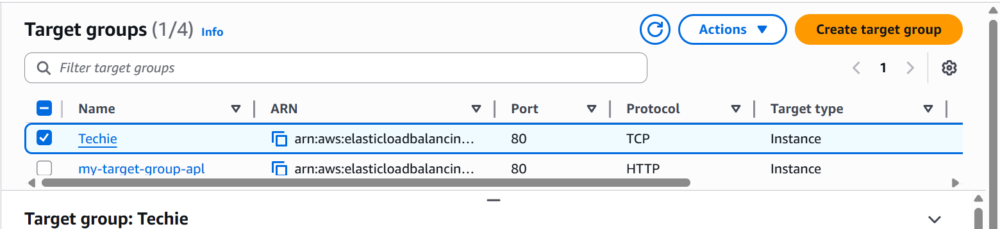 Target groups (1/4) Info Actions Create target group
Filter target groups 1
Name ARN Port Protocol Target type
Techie arn:aws:elasticloadbalancin... 80 TCP Instance
my-target-group-apl arn:aws:elasticloadbalancin... 80 HTTP Instance
Target group: Techie